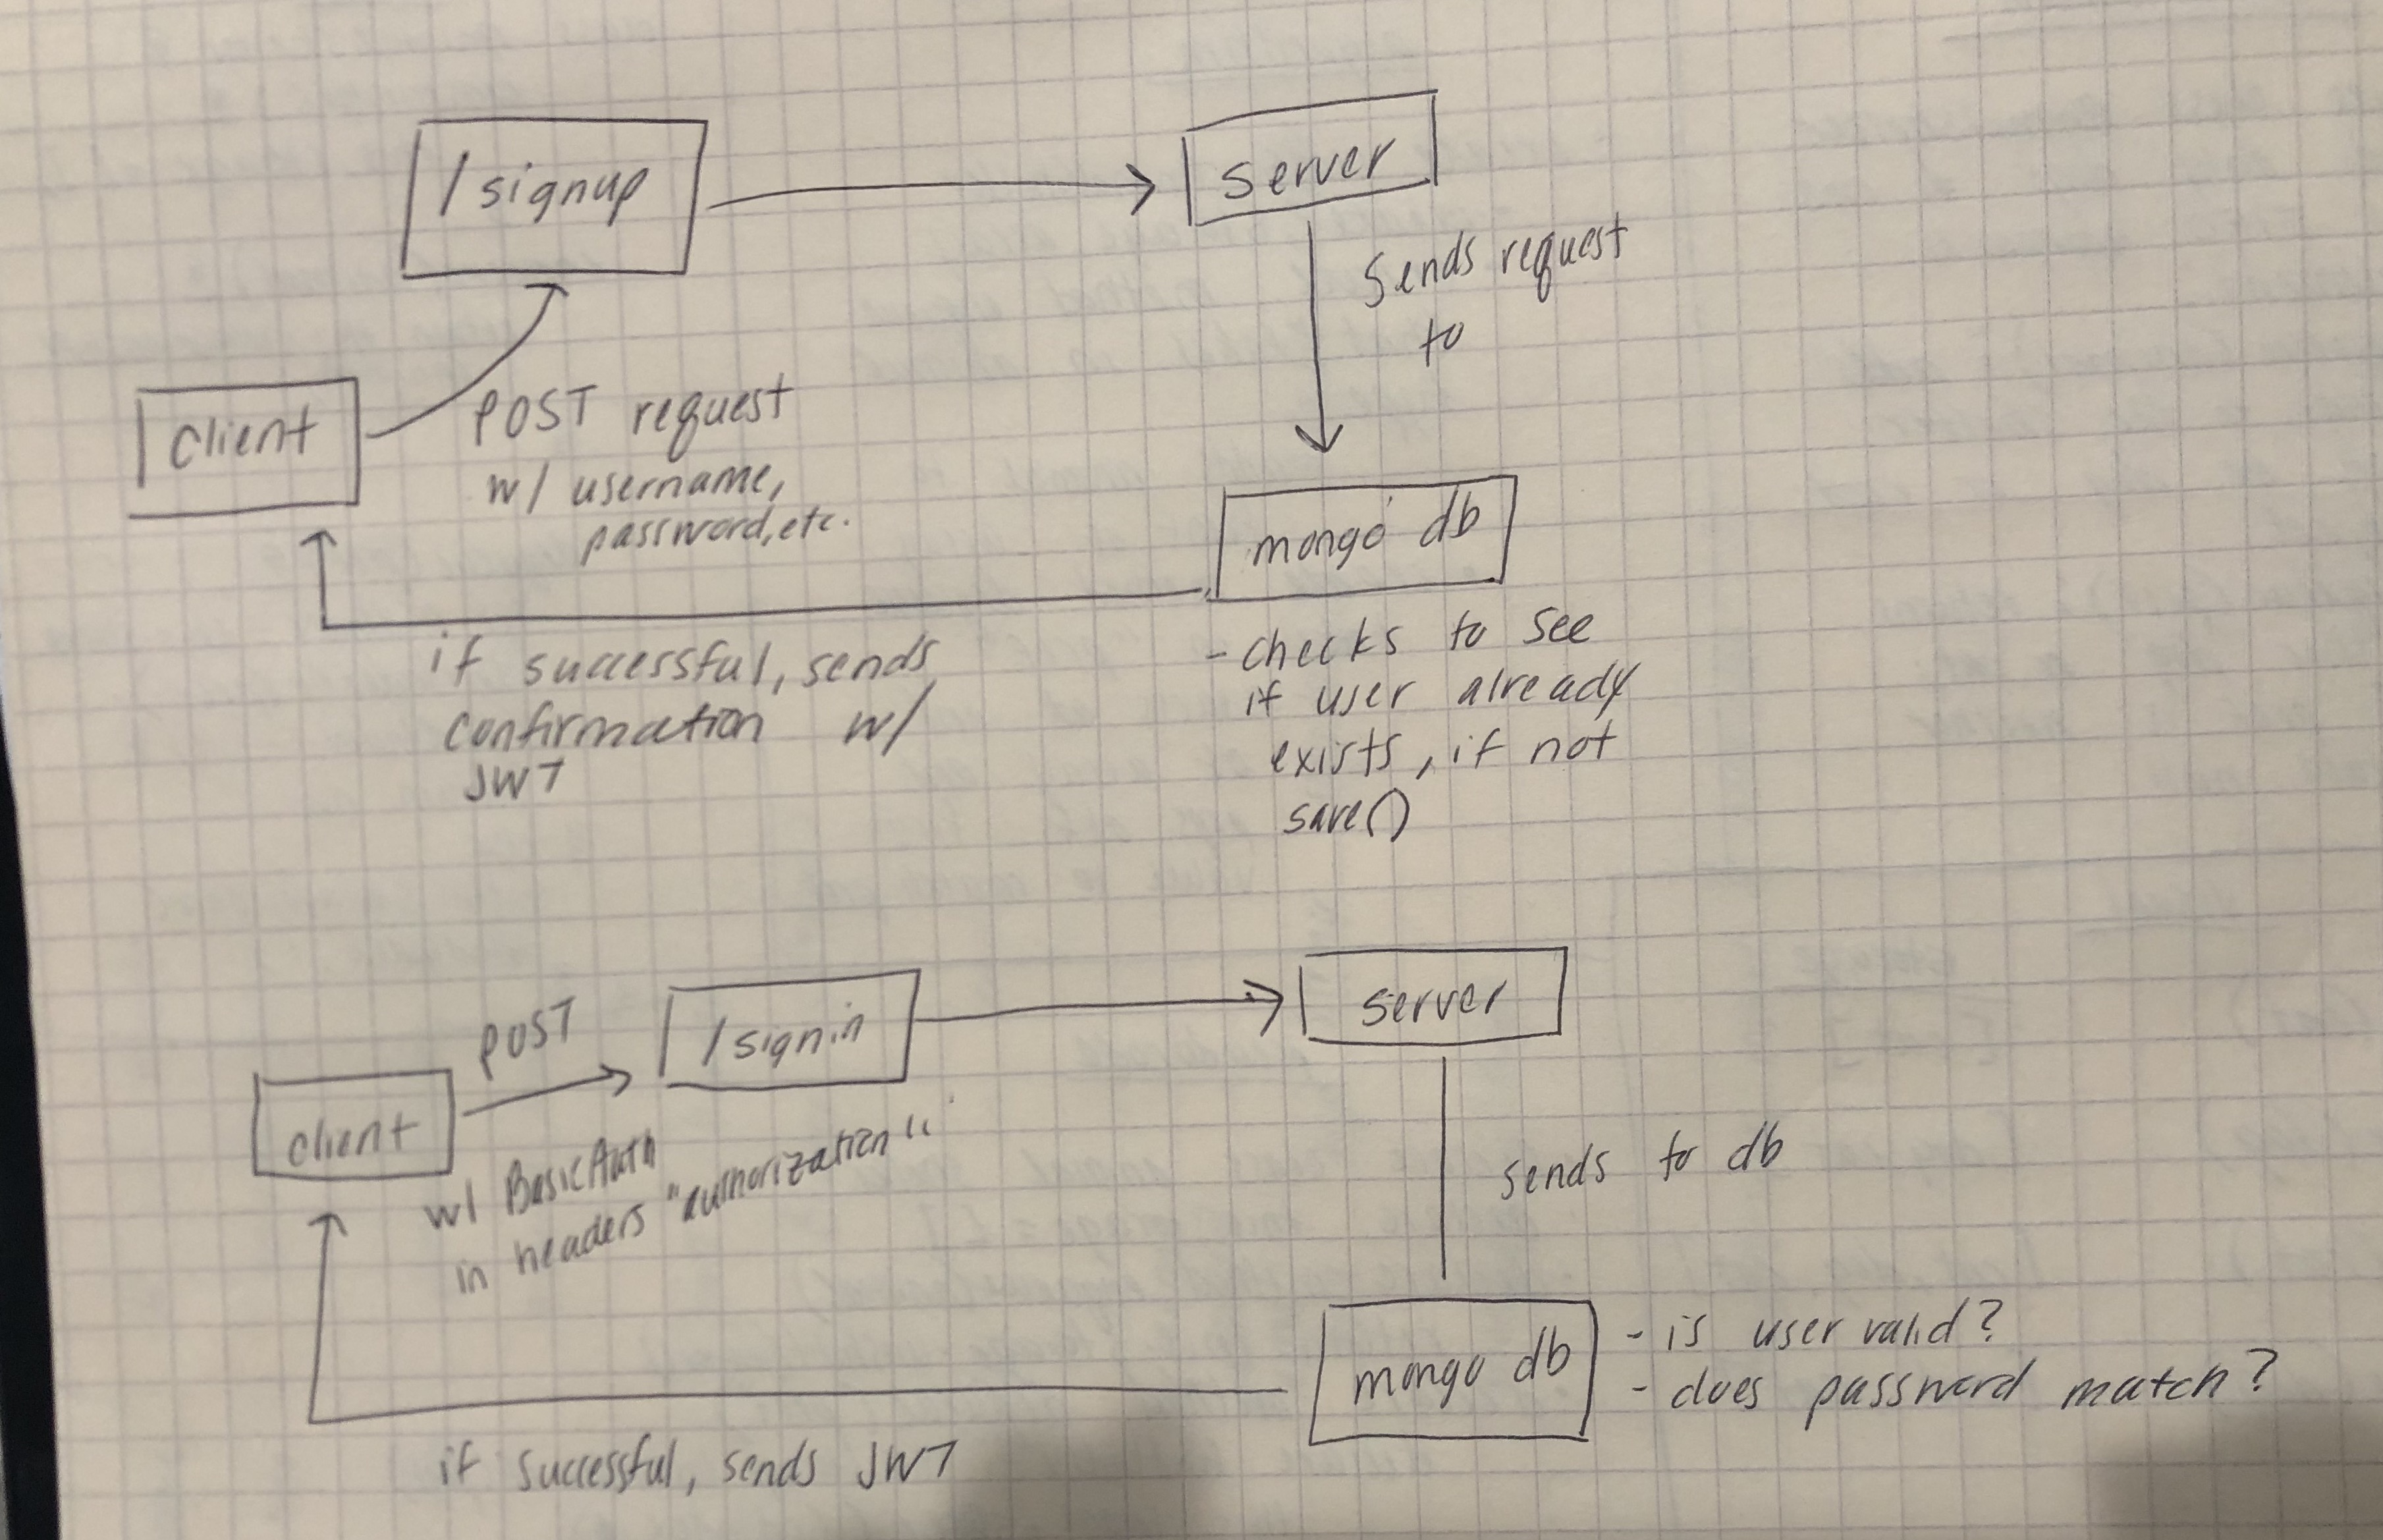 /signup
server
Sends request
to
client
POST request
w/ username,
password, etc.
mongo db
if successful, sends
confirmation w/
JWT
- checks to see
if user already
exists, if not
save()
server
POST
/signin
client
w/ BasicAuth
in headers "authorization"
sends to db
mongo db
- is user valid?
- does password match?
if successful, sends JWT